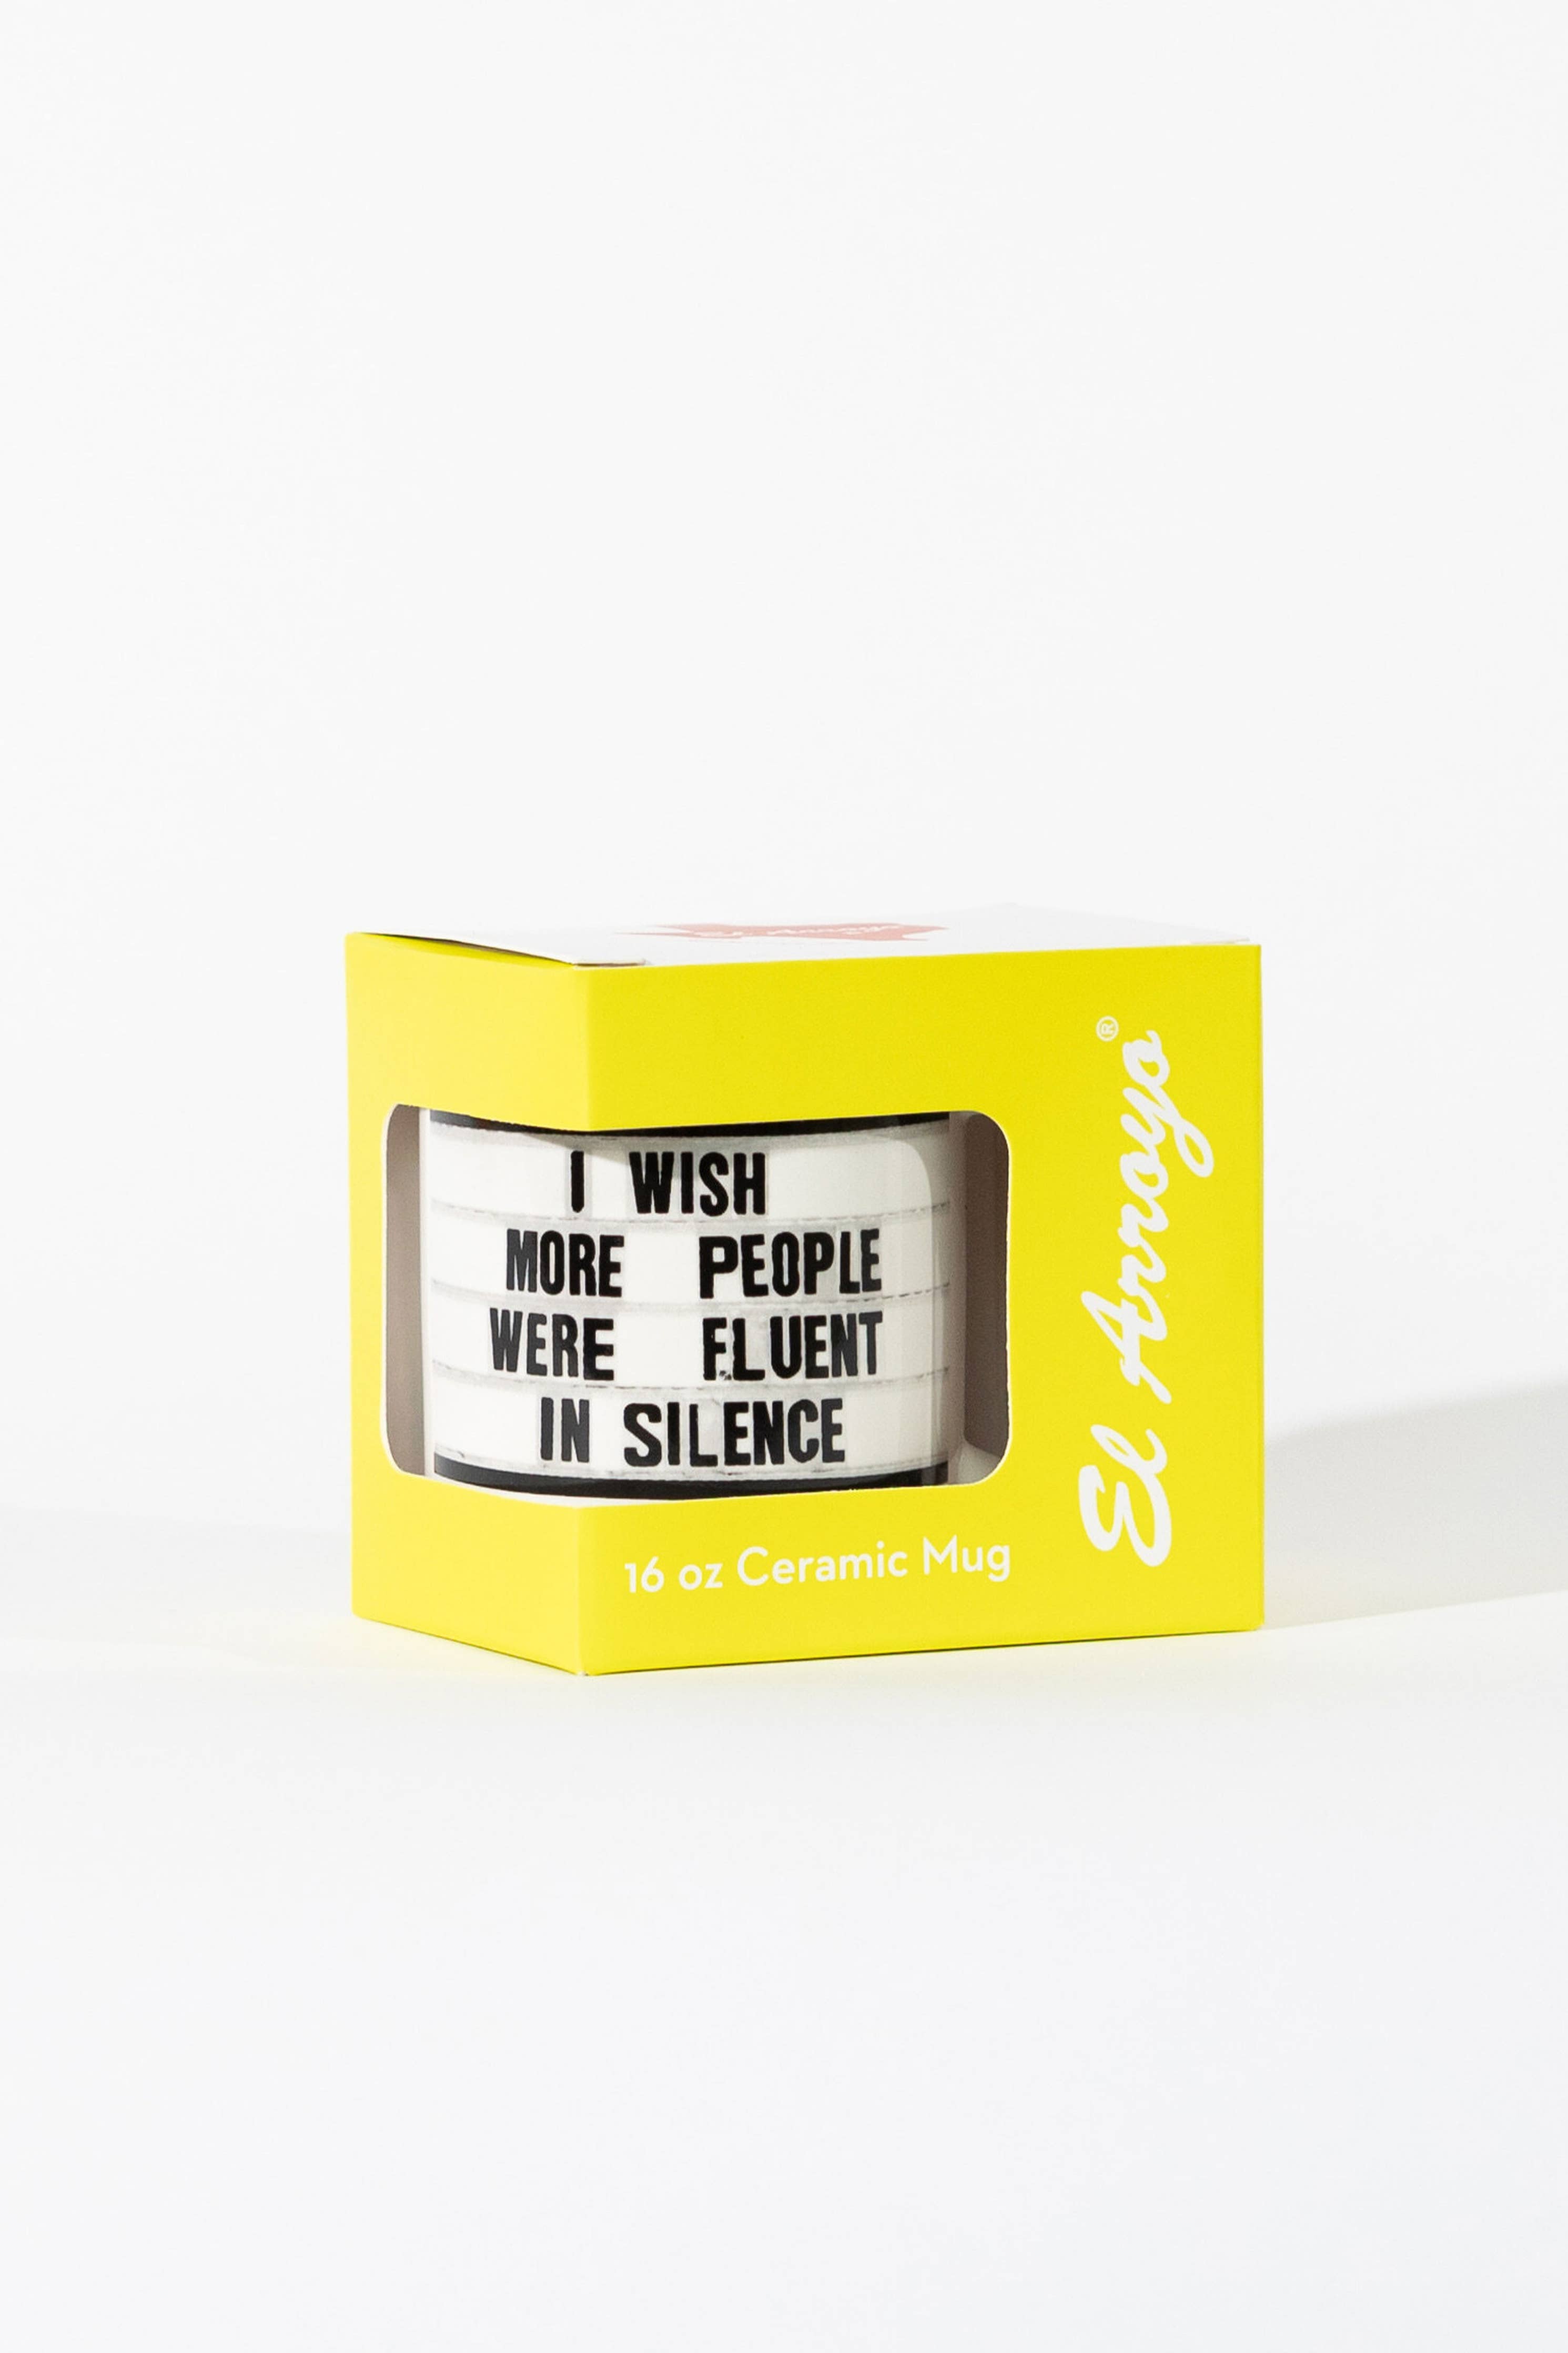 I WISH
MORE PEOPLE
WERE FLUENT
IN SILENCE
16 oz Ceramic Mug
El Arroyo®